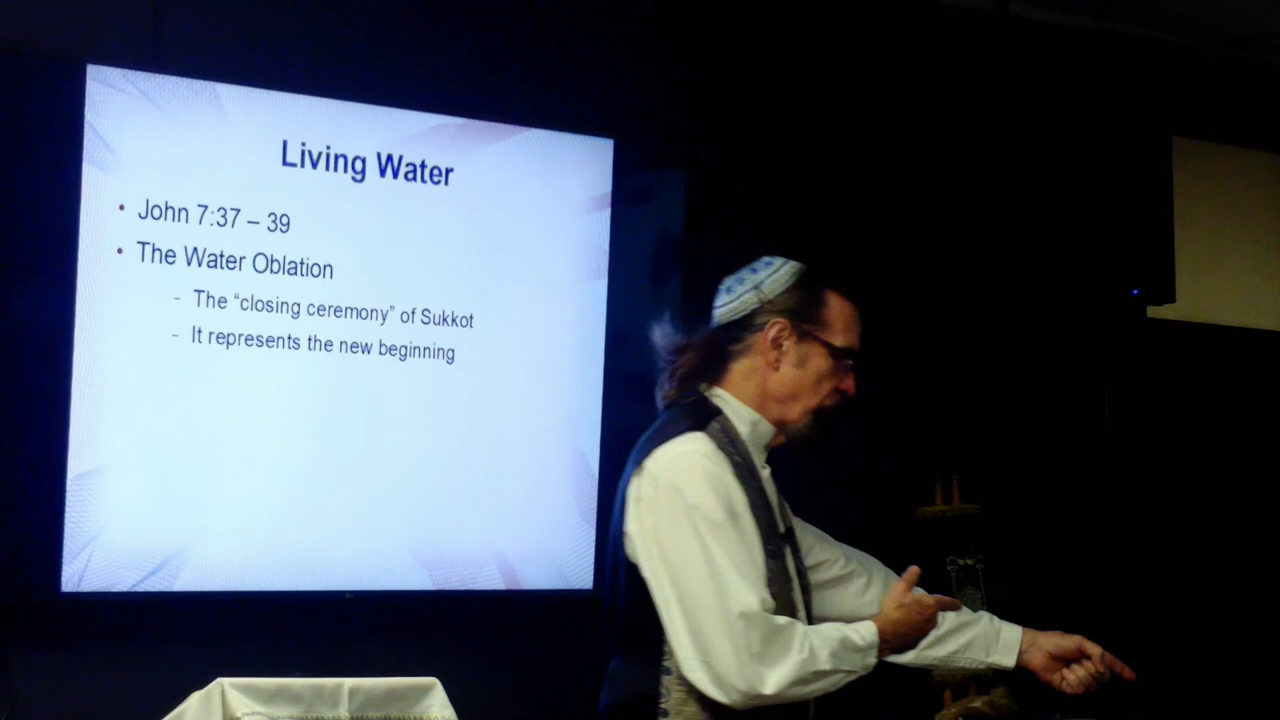 Living Water
• John 7:37 – 39
• The Water Oblation
- The “closing ceremony” of Sukkot
- It represents the new beginning